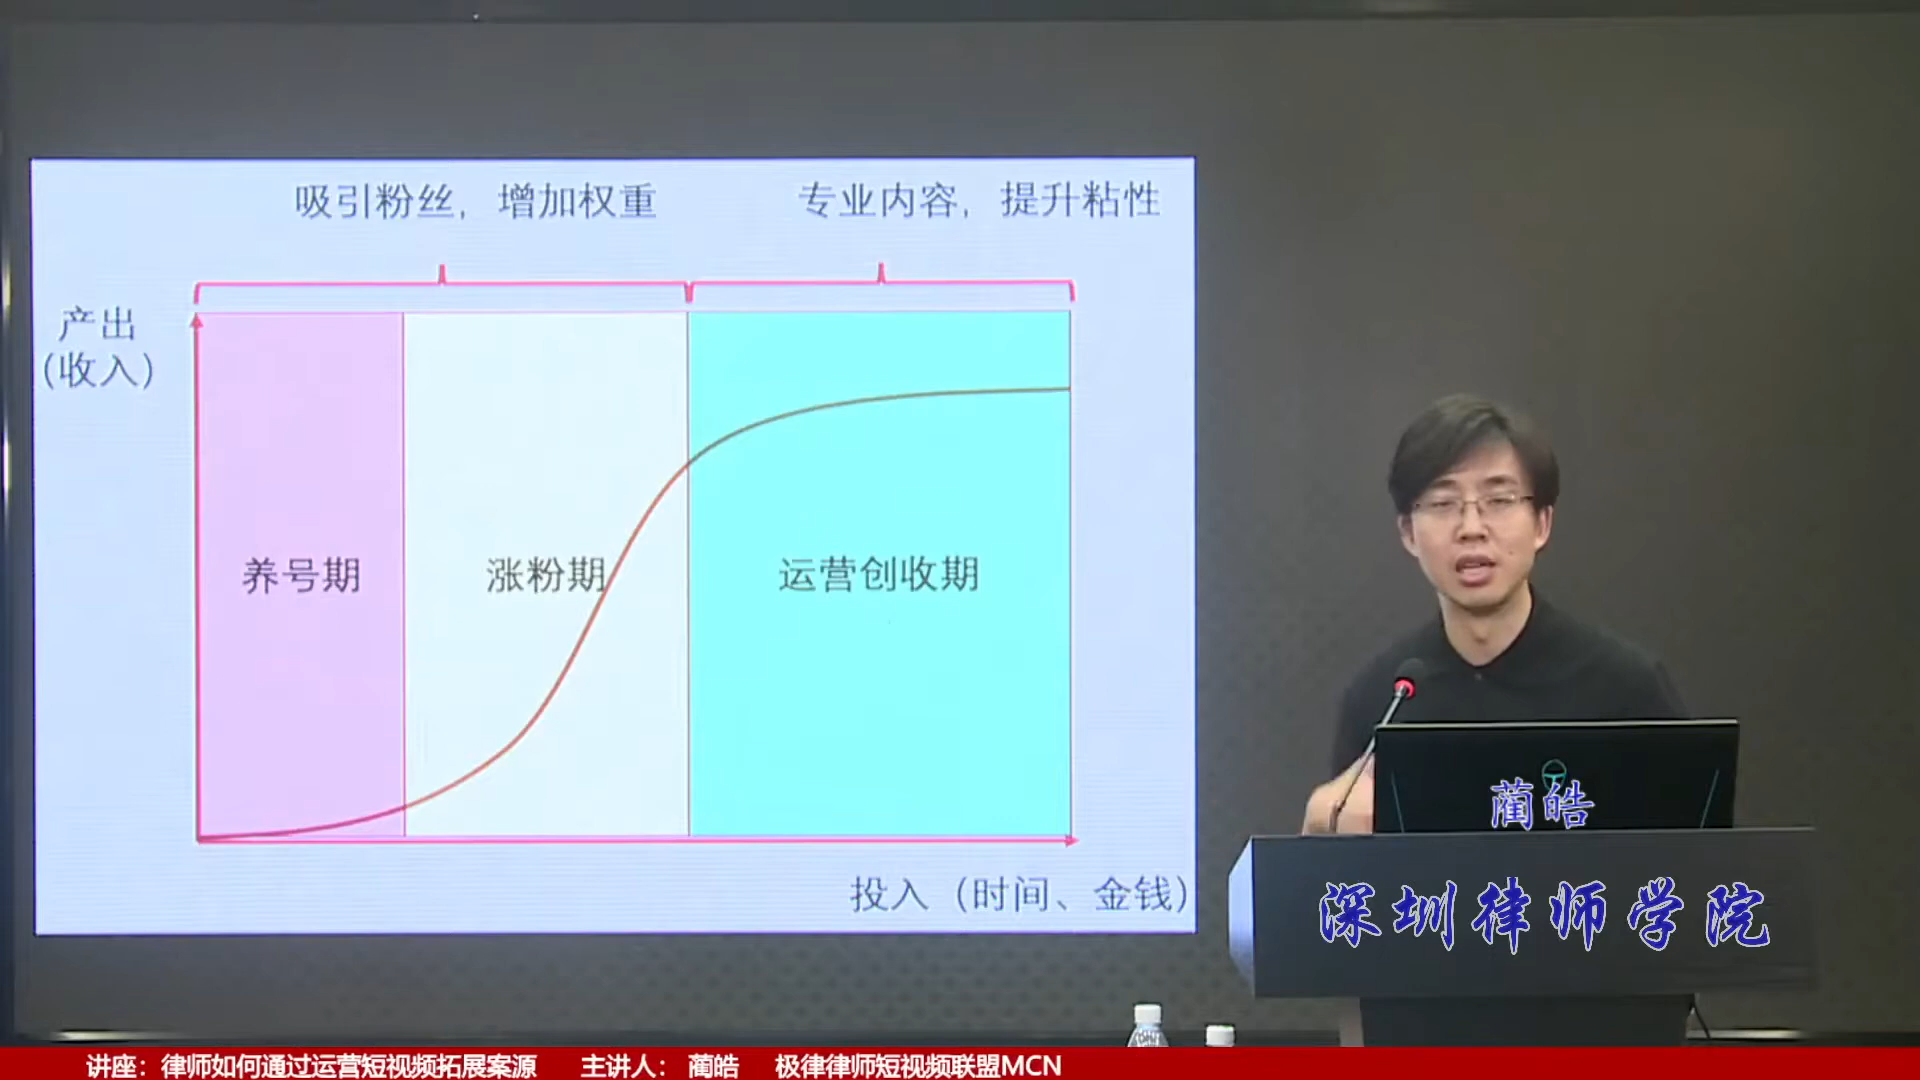 吸引粉丝，增加权重
专业内容，提升粘性
产出
（收入）
养号期
涨粉期
运营创收期
投入（时间、金钱）
蔺皓
深圳律师学院
讲座：律师如何通过运营短视频拓展案源 主讲人： 蔺皓 极律律师短视频联盟MCN